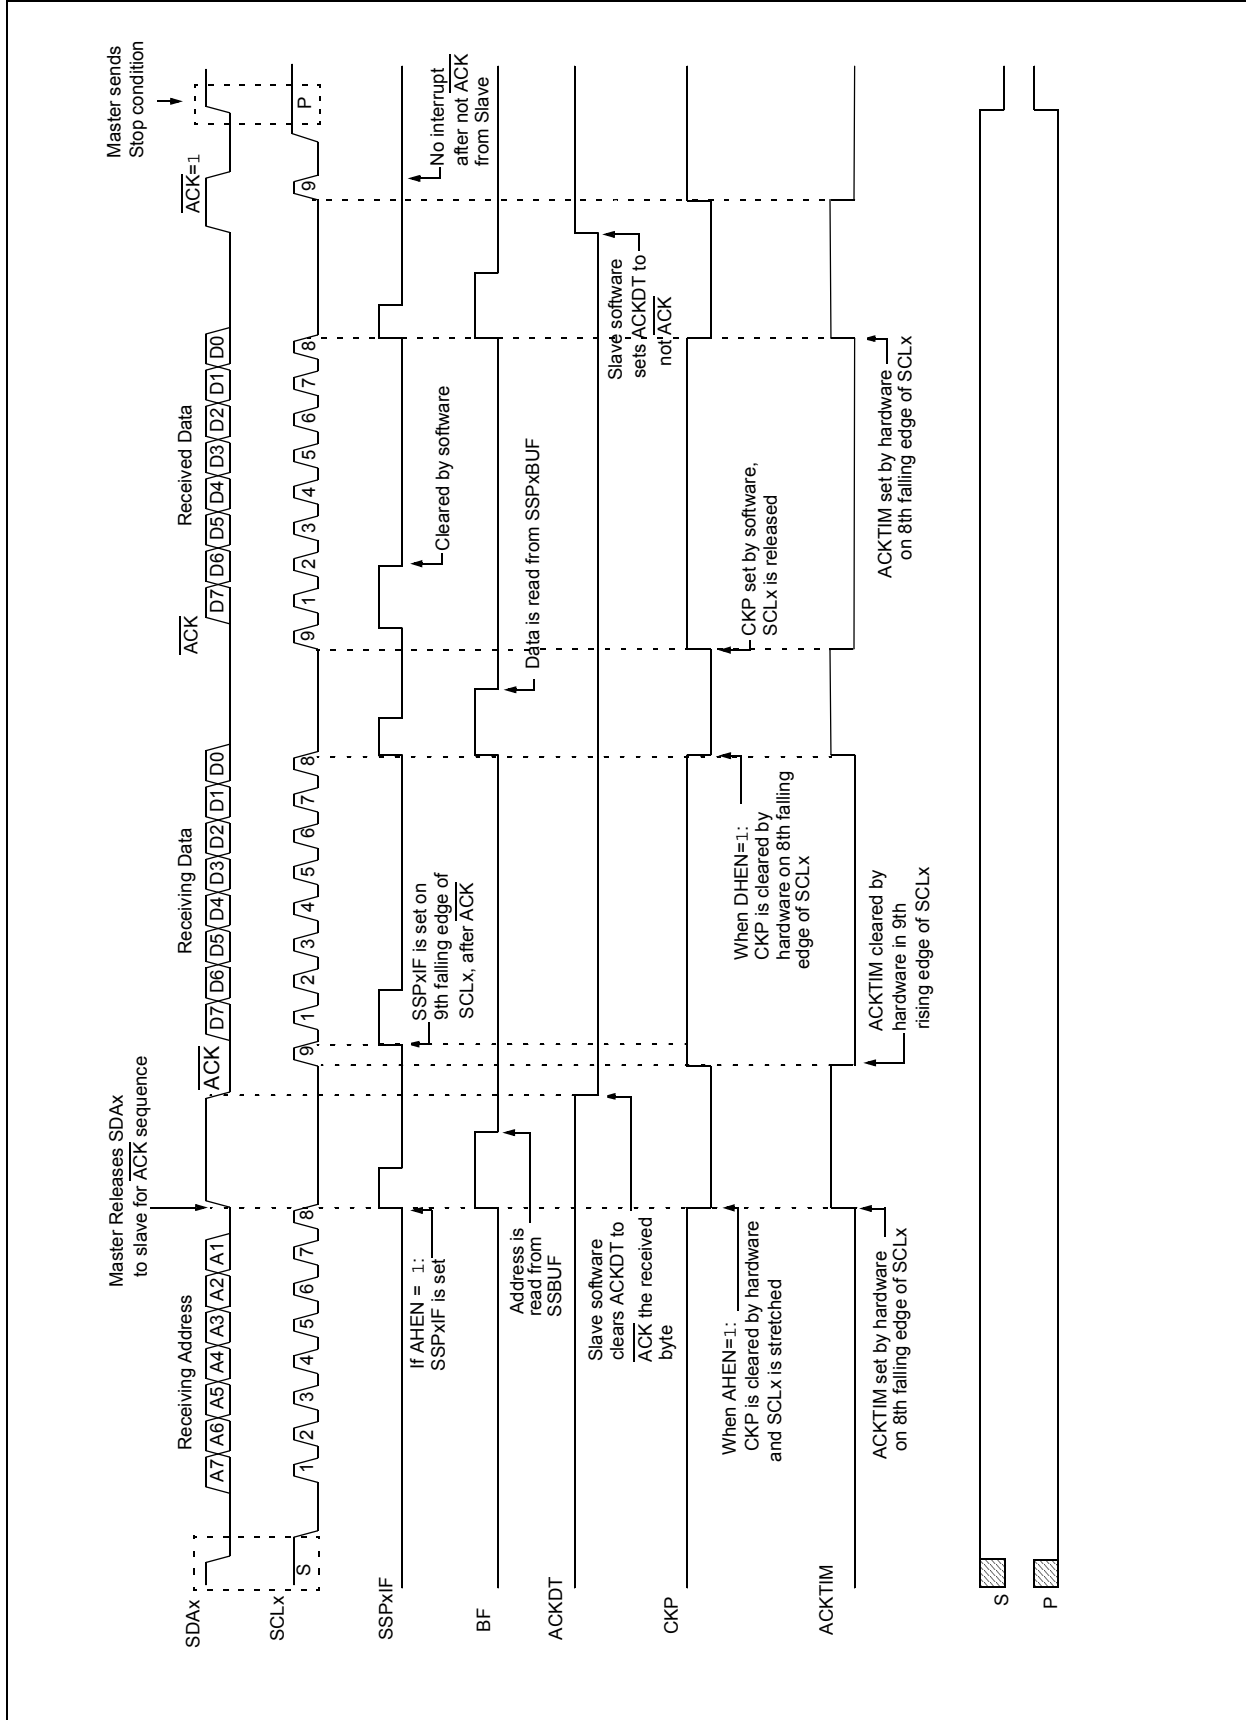 Master sends
Stop condition
Master Releases SDAx
to slave for ACK sequence
Receiving Address
Receiving Data
Received Data
ACK
ACK
ACK=1
SDAx
A7 A6 A5 A4 A3 A2 A1
D7 D6 D5 D4 D3 D2 D1 D0
D7 D6 D5 D4 D3 D2 D1 D0
SCLx
S
1 2 3 4 5 6 7 8 9
1 2 3 4 5 6 7 8 9
1 2 3 4 5 6 7 8 9
P
SSPxIF
If AHEN = 1:
SSPxIF is set
SSPxIF is set on
9th falling edge of
SCLx, after ACK
Cleared by software
No interrupt
after not ACK
from Slave
BF
Address is
read from
SSBUF
Data is read from SSPxBUF
ACKDT
Slave software
clears ACKDT to
ACK the received
byte
Slave software
sets ACKDT to
not ACK
CKP
When AHEN=1:
CKP is cleared by hardware
and SCLx is stretched
When DHEN=1:
CKP is cleared by
hardware on 8th falling
edge of SCLx
CKP set by software,
SCLx is released
ACKTIM
ACKTIM set by hardware
on 8th falling edge of SCLx
ACKTIM cleared by
hardware in 9th
rising edge of SCLx
ACKTIM set by hardware
on 8th falling edge of SCLx
S
P